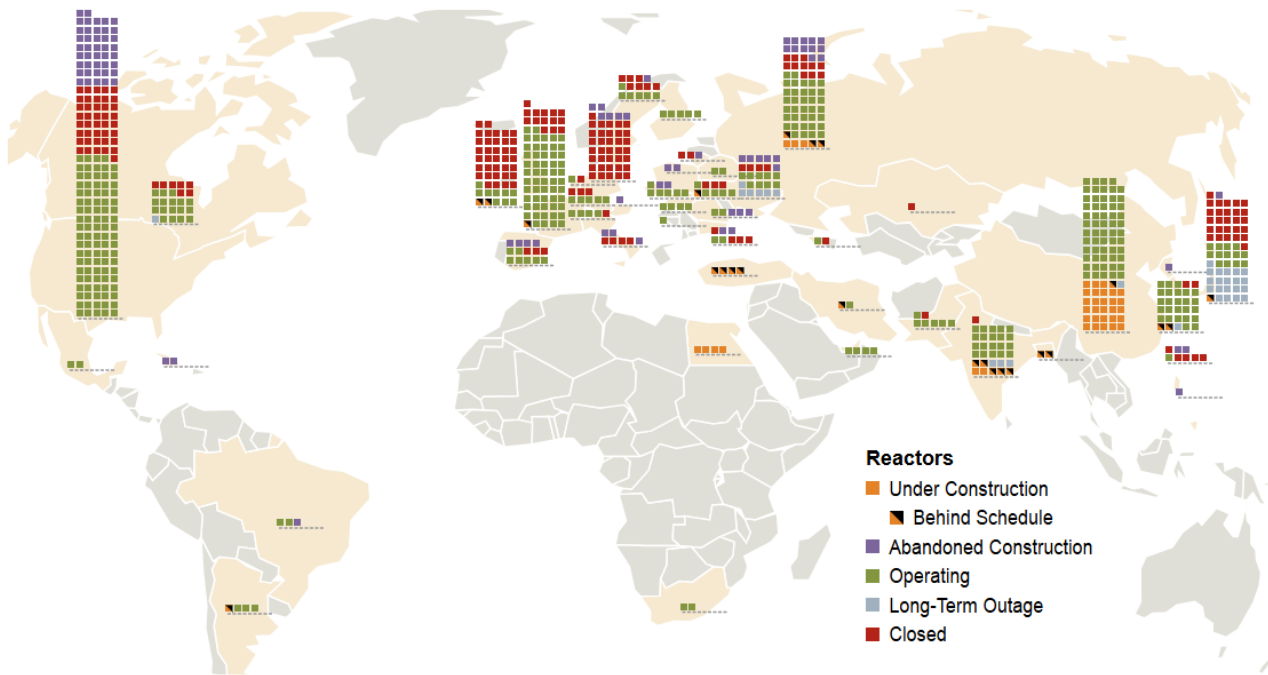 Reactors
Under Construction
Behind Schedule
Abandoned Construction
Operating
Long-Term Outage
Closed